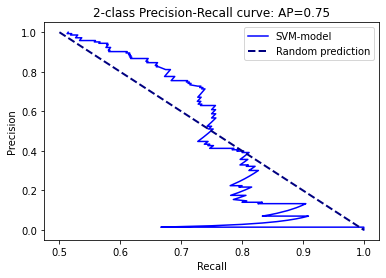 2-class Precision-Recall curve: AP=0.75
SVM-model
Random prediction
Precision
1.0
0.8
0.6
0.4
0.2
0.0
0.5
0.6
0.7
0.8
0.9
1.0
Recall